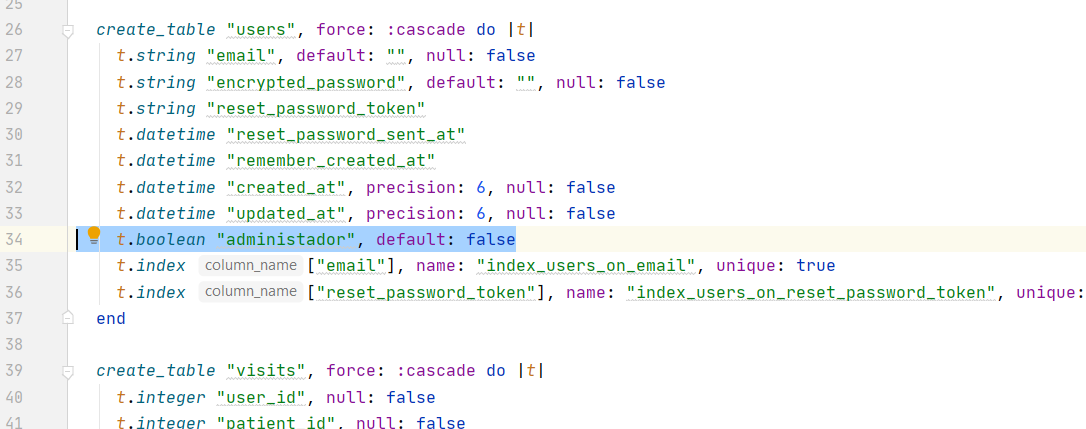 25
26 create_table "users", force: :cascade do |t|
27 t.string "email", default: "", null: false
28 t.string "encrypted_password", default: "", null: false
29 t.string "reset_password_token"
30 t.datetime "reset_password_sent_at"
31 t.datetime "remember_created_at"
32 t.datetime "created_at", precision: 6, null: false
33 t.datetime "updated_at", precision: 6, null: false
34 t.boolean "administador", default: false
35 t.index column_name ["email"], name: "index_users_on_email", unique: true
36 t.index column_name ["reset_password_token"], name: "index_users_on_reset_password_token", unique:
37 end
38
39 create_table "visits", force: :cascade do |t|
40 t.integer "user_id", null: false
41 t.integer "patient_id", null: false